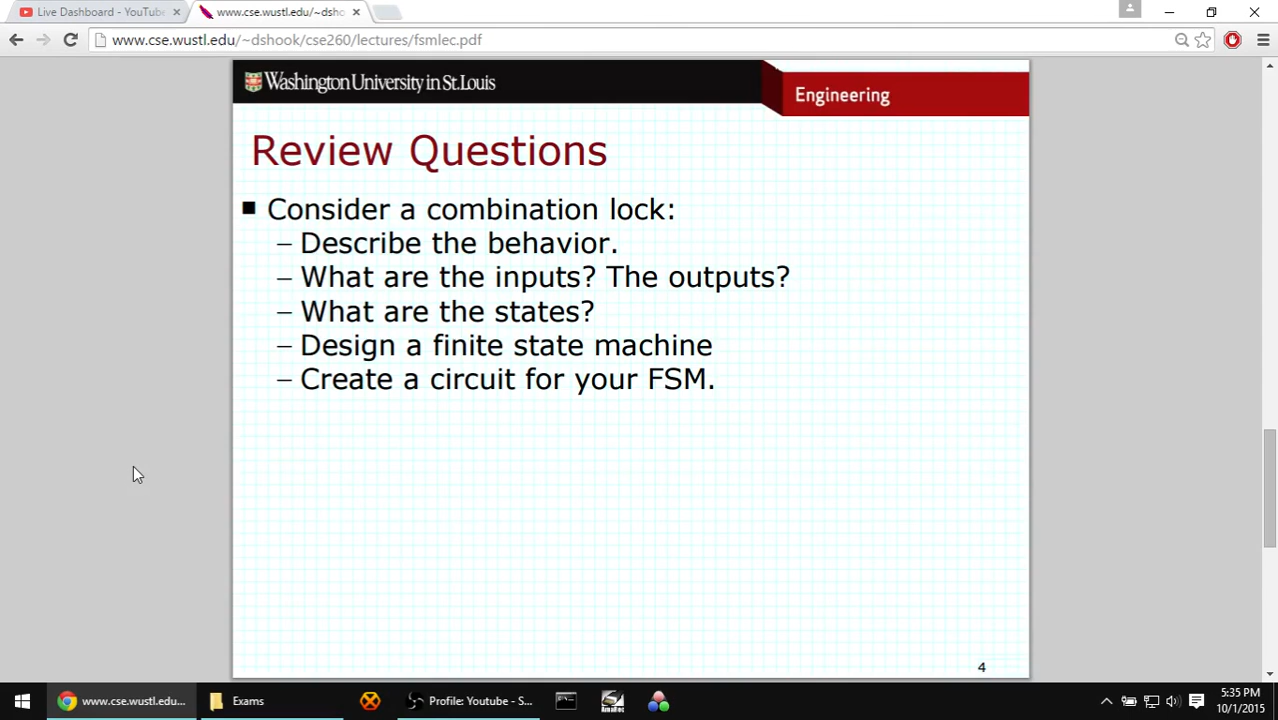 Live Dashboard - YouTube
www.cse.wustl.edu/~dsho
www.cse.wustl.edu/~dshook/cse260/lectures/fsmlec.pdf
Washington University in St.Louis
Engineering
Review Questions
■ Consider a combination lock:
– Describe the behavior.
– What are the inputs? The outputs?
– What are the states?
– Design a finite state machine
– Create a circuit for your FSM.
4
www.cse.wustl.edu...
Exams
Profile: Youtube - S...
5:35 PM
10/1/2015